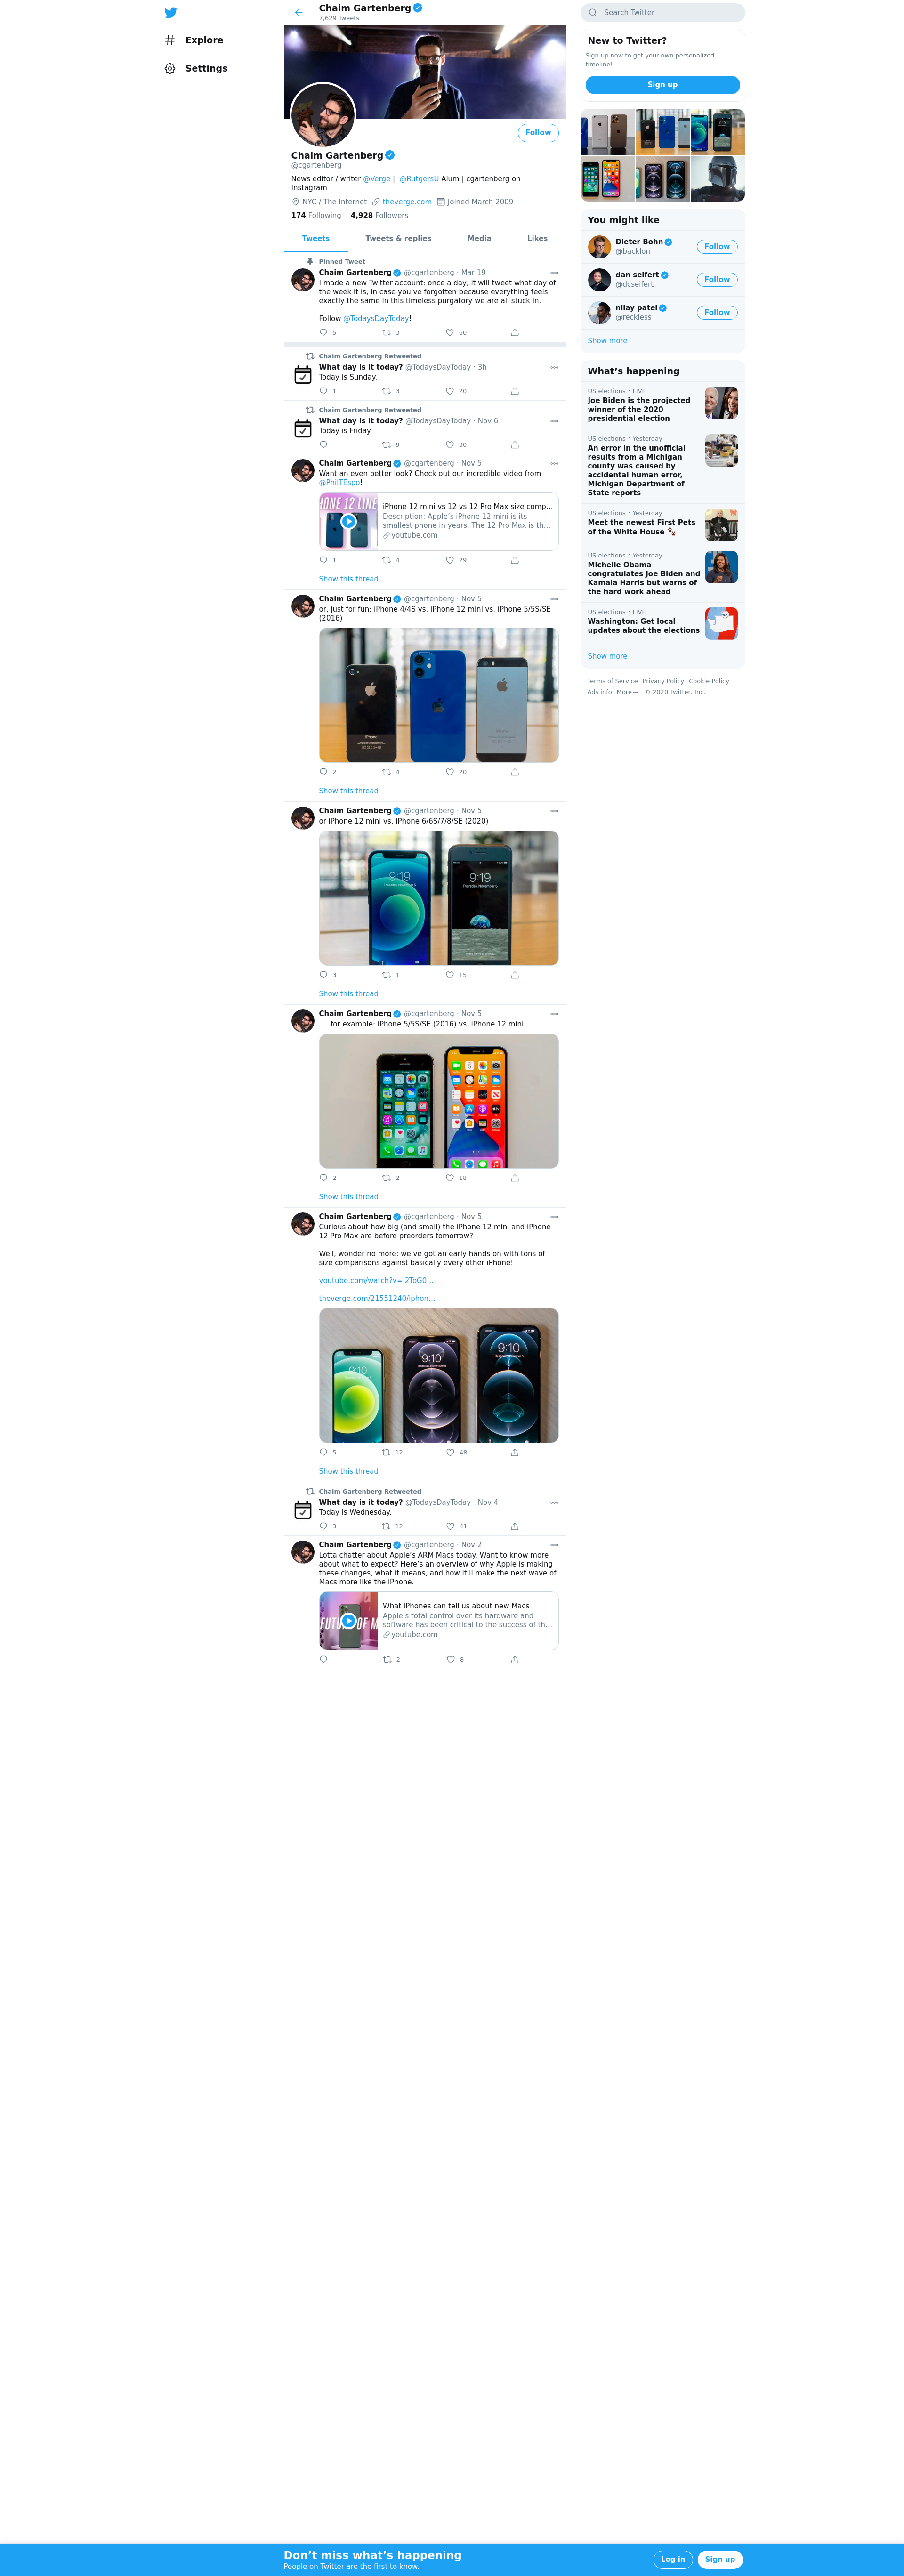 Explore
Settings
Chaim Gartenberg
7,629 Tweets
Follow
Chaim Gartenberg
@cgartenberg
News editor / writer @Verge | @RutgersU Alum | cgartenberg on
Instagram
NYC / The Internet theverge.com Joined March 2009
174 Following 4,928 Followers
Tweets Tweets & replies Media Likes
Pinned Tweet
Chaim Gartenberg @cgartenberg · Mar 19
I made a new Twitter account: once a day, it will tweet what day of
the week it is, in case you’ve forgotten because everything feels
exactly the same in this timeless purgatory we are all stuck in.
Follow @TodaysDayToday!
5 3 60
Chaim Gartenberg Retweeted
What day is it today? @TodaysDayToday · 3h
Today is Sunday.
1 3 20
Chaim Gartenberg Retweeted
What day is it today? @TodaysDayToday · Nov 6
Today is Friday.
9 30
Chaim Gartenberg @cgartenberg · Nov 5
Want an even better look? Check out our incredible video from
@PhilTEspo!
HONE 12 LINE
iPhone 12 mini vs 12 vs 12 Pro Max size comp...
Description: Apple’s iPhone 12 mini is its
smallest phone in years. The 12 Pro Max is th...
youtube.com
1 4 29
Show this thread
Chaim Gartenberg @cgartenberg · Nov 5
or, just for fun: iPhone 4/4S vs. iPhone 12 mini vs. iPhone 5/5S/SE
(2016)
iPhone
2 4 20
Show this thread
Chaim Gartenberg @cgartenberg · Nov 5
or iPhone 12 mini vs. iPhone 6/6S/7/8/SE (2020)
9:19 9:19
Thursday, November 5
3 1 15
Show this thread
Chaim Gartenberg @cgartenberg · Nov 5
.... for example: iPhone 5/5S/SE (2016) vs. iPhone 12 mini
2 2 18
Show this thread
Chaim Gartenberg @cgartenberg · Nov 5
Curious about how big (and small) the iPhone 12 mini and iPhone
12 Pro Max are before preorders tomorrow?
Well, wonder no more: we’ve got an early hands on with tons of
size comparisons against basically every other iPhone!
youtube.com/watch?v=j2ToG0...
theverge.com/21551240/iphon...
9:10 9:10 9:10
5 12 48
Show this thread
Chaim Gartenberg Retweeted
What day is it today? @TodaysDayToday · Nov 4
Today is Wednesday.
3 12 41
Chaim Gartenberg @cgartenberg · Nov 2
Lotta chatter about Apple’s ARM Macs today. Want to know more
about what to expect? Here’s an overview of why Apple is making
these changes, what it means, and how it’ll make the next wave of
Macs more like the iPhone.
FUTURE OF M
What iPhones can tell us about new Macs
Apple’s total control over its hardware and
software has been critical to the success of th...
youtube.com
2 8
Search Twitter
New to Twitter?
Sign up now to get your own personalized
timeline!
Sign up
You might like
Dieter Bohn
@backlon
Follow
dan seifert
@dcseifert
Follow
nilay patel
@reckless
Follow
Show more
What’s happening
US elections · LIVE
Joe Biden is the projected
winner of the 2020
presidential election
US elections · Yesterday
An error in the unofficial
results from a Michigan
county was caused by
accidental human error,
Michigan Department of
State reports
US elections · Yesterday
Meet the newest First Pets
of the White House
US elections · Yesterday
Michelle Obama
congratulates Joe Biden and
Kamala Harris but warns of
the hard work ahead
US elections · LIVE
Washington: Get local
updates about the elections
Show more
Terms of Service Privacy Policy Cookie Policy
Ads info More © 2020 Twitter, Inc.
Don’t miss what’s happening
People on Twitter are the first to know.
Log in Sign up